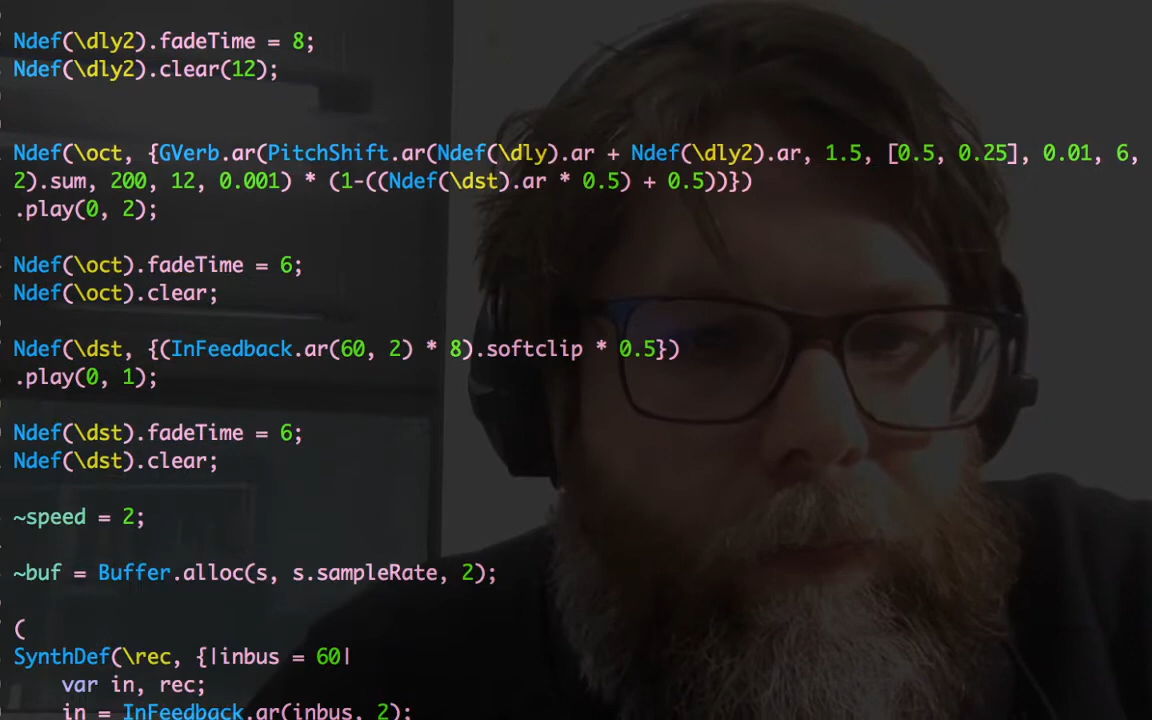 Ndef(\dly2).fadeTime = 8;
Ndef(\dly2).clear(12);
Ndef(\oct, {GVerb.ar(PitchShift.ar(Ndef(\dly).ar + Ndef(\dly2).ar, 1.5, [0.5, 0.25], 0.01, 6,
2).sum, 200, 12, 0.001) * (1-((Ndef(\dst).ar * 0.5) + 0.5))})
.play(0, 2);
Ndef(\oct).fadeTime = 6;
Ndef(\oct).clear;
Ndef(\dst, {(InFeedback.ar(60, 2) * 8).softclip * 0.5})
.play(0, 1);
Ndef(\dst).fadeTime = 6;
Ndef(\dst).clear;
~speed = 2;
~buf = Buffer.alloc(s, s.sampleRate, 2);
(
SynthDef(\rec, {|inbus = 60|
var in, rec;
in = InFeedback.ar(inbus, 2);